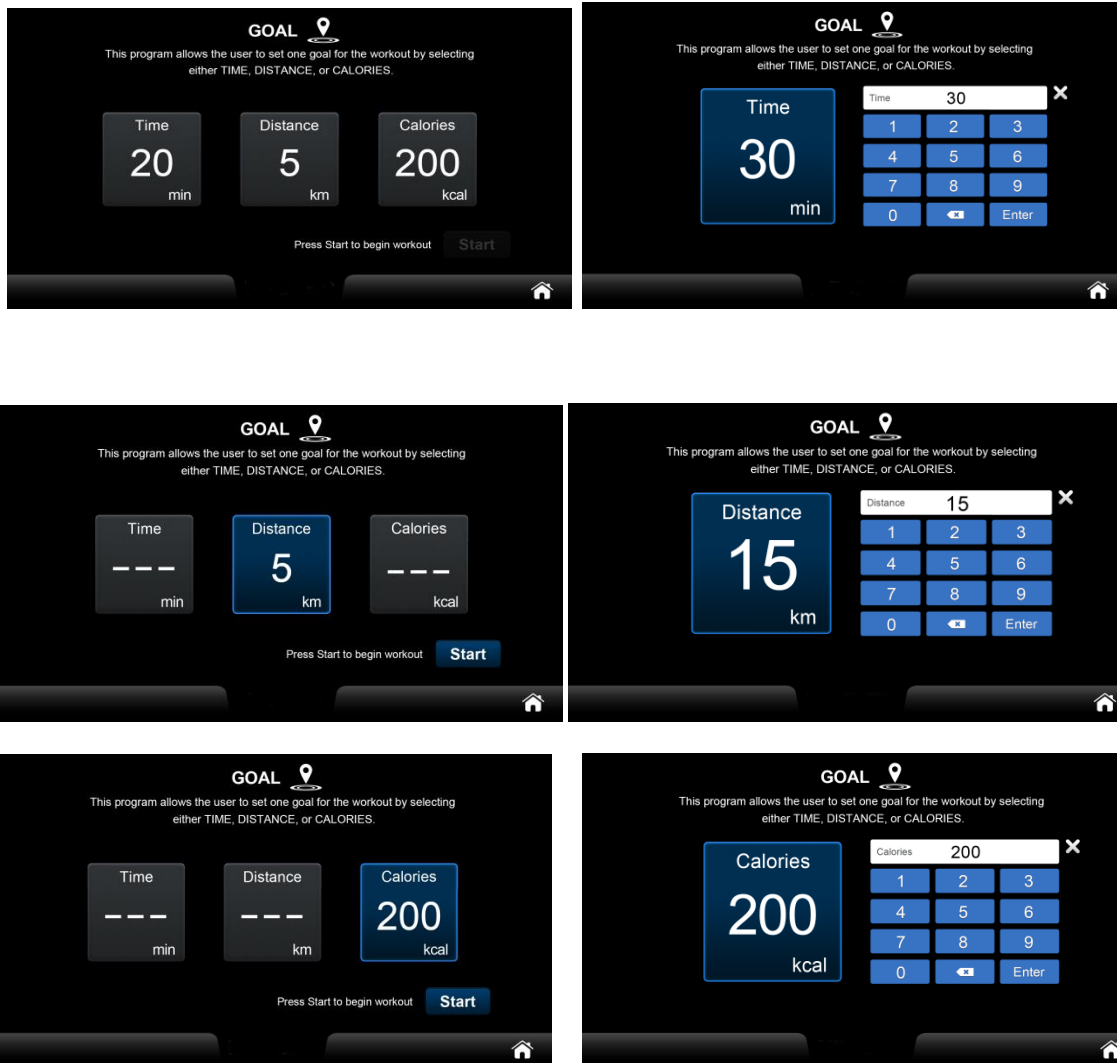 GOAL
This program allows the user to set one goal for the workout by selecting
either TIME, DISTANCE, or CALORIES.
Time
20
min
Distance
5
km
Calories
200
kcal
Press Start to begin workout Start
GOAL
This program allows the user to set one goal for the workout by selecting
either TIME, DISTANCE, or CALORIES.
Time
30
min
Time 30
1 2 3
4 5 6
7 8 9
0 Enter
GOAL
This program allows the user to set one goal for the workout by selecting
either TIME, DISTANCE, or CALORIES.
Time
---
min
Distance
5
km
Calories
---
kcal
Press Start to begin workout Start
GOAL
This program allows the user to set one goal for the workout by selecting
either TIME, DISTANCE, or CALORIES.
Distance
15
km
Distance 15
1 2 3
4 5 6
7 8 9
0 Enter
GOAL
This program allows the user to set one goal for the workout by selecting
either TIME, DISTANCE, or CALORIES.
Time
---
min
Distance
---
km
Calories
200
kcal
Press Start to begin workout Start
GOAL
This program allows the user to set one goal for the workout by selecting
either TIME, DISTANCE, or CALORIES.
Calories
200
kcal
Calories 200
1 2 3
4 5 6
7 8 9
0 Enter